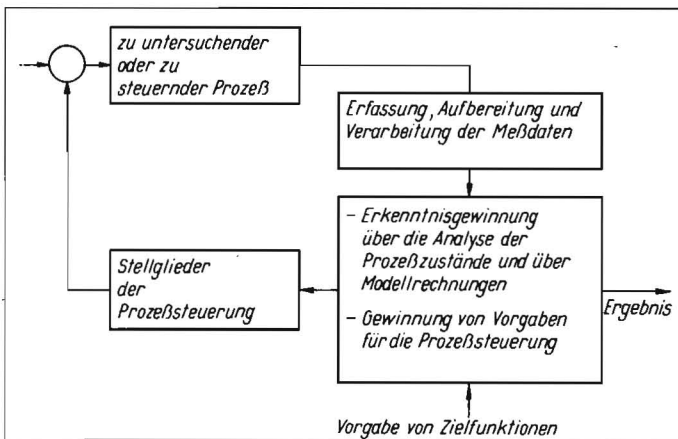 zu untersuchender
oder zu
steuernder Prozeß
Erfassung, Aufbereitung und
Verarbeitung der Meßdaten
– Erkenntnisgewinnung
über die Analyse der
Prozeßzustände und über
Modellrechnungen
– Gewinnung von Vorgaben
für die Prozeßsteuerung
Stellglieder
der
Prozeßsteuerung
Ergebnis
Vorgabe von Zielfunktionen